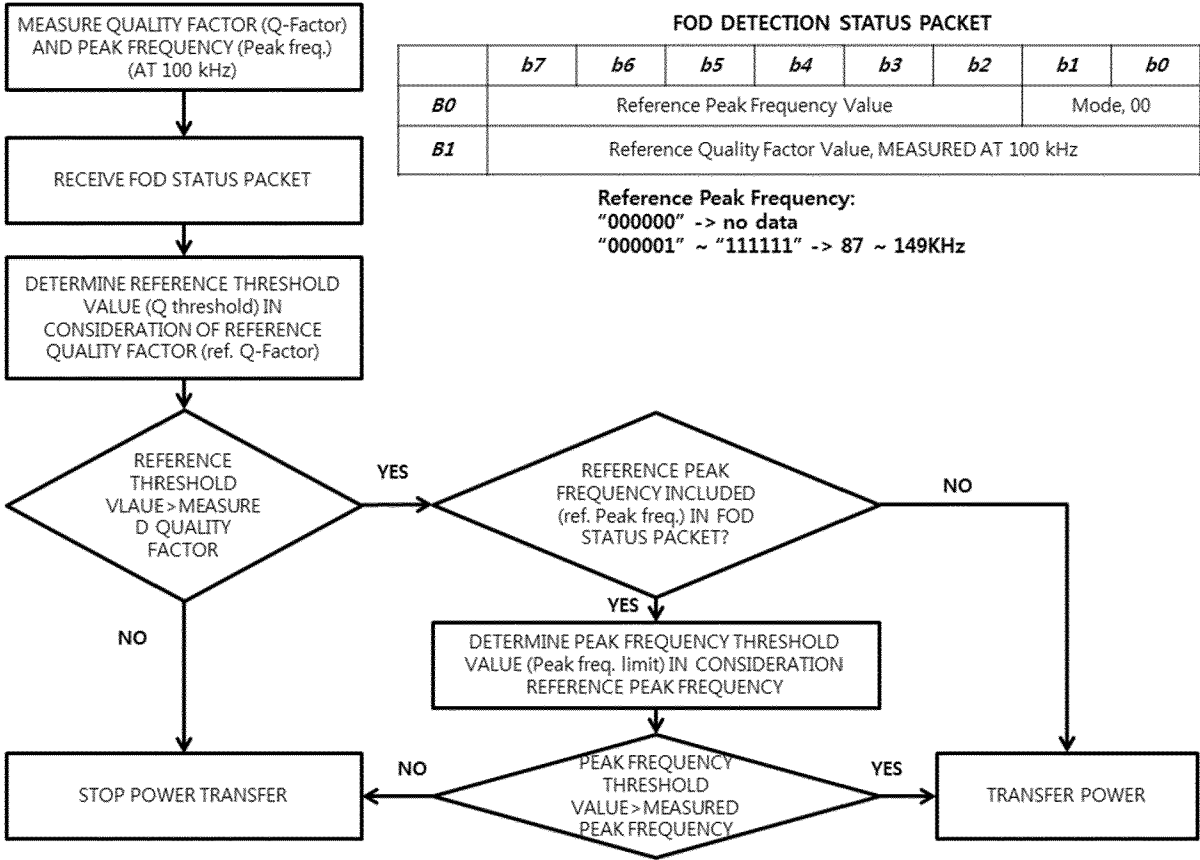 MEASURE QUALITY FACTOR (Q-Factor)
AND PEAK FREQUENCY (Peak freq.)
(AT 100 kHz)
FOD DETECTION STATUS PACKET
b7 b6 b5 b4 b3 b2 b1 b0
B0 Reference Peak Frequency Value Mode, 00
B1 Reference Quality Factor Value, MEASURED AT 100 kHz
Reference Peak Frequency:
"000000" -> no data
"000001" ~ "111111" -> 87 ~ 149KHz
RECEIVE FOD STATUS PACKET
DETERMINE REFERENCE THRESHOLD
VALUE (Q threshold) IN
CONSIDERATION OF REFERENCE
QUALITY FACTOR (ref. Q-Factor)
REFERENCE
THRESHOLD
VLAUE>MEASURE
D QUALITY
FACTOR
YES
NO
REFERENCE PEAK
FREQUENCY INCLUDED
(ref. Peak freq.) IN FOD
STATUS PACKET?
NO
YES
DETERMINE PEAK FREQUENCY THRESHOLD
VALUE (Peak freq. limit) IN CONSIDERATION
REFERENCE PEAK FREQUENCY
PEAK FREQUENCY
THRESHOLD
VALUE>MEASURED
PEAK FREQUENCY
NO
YES
STOP POWER TRANSFER
TRANSFER POWER